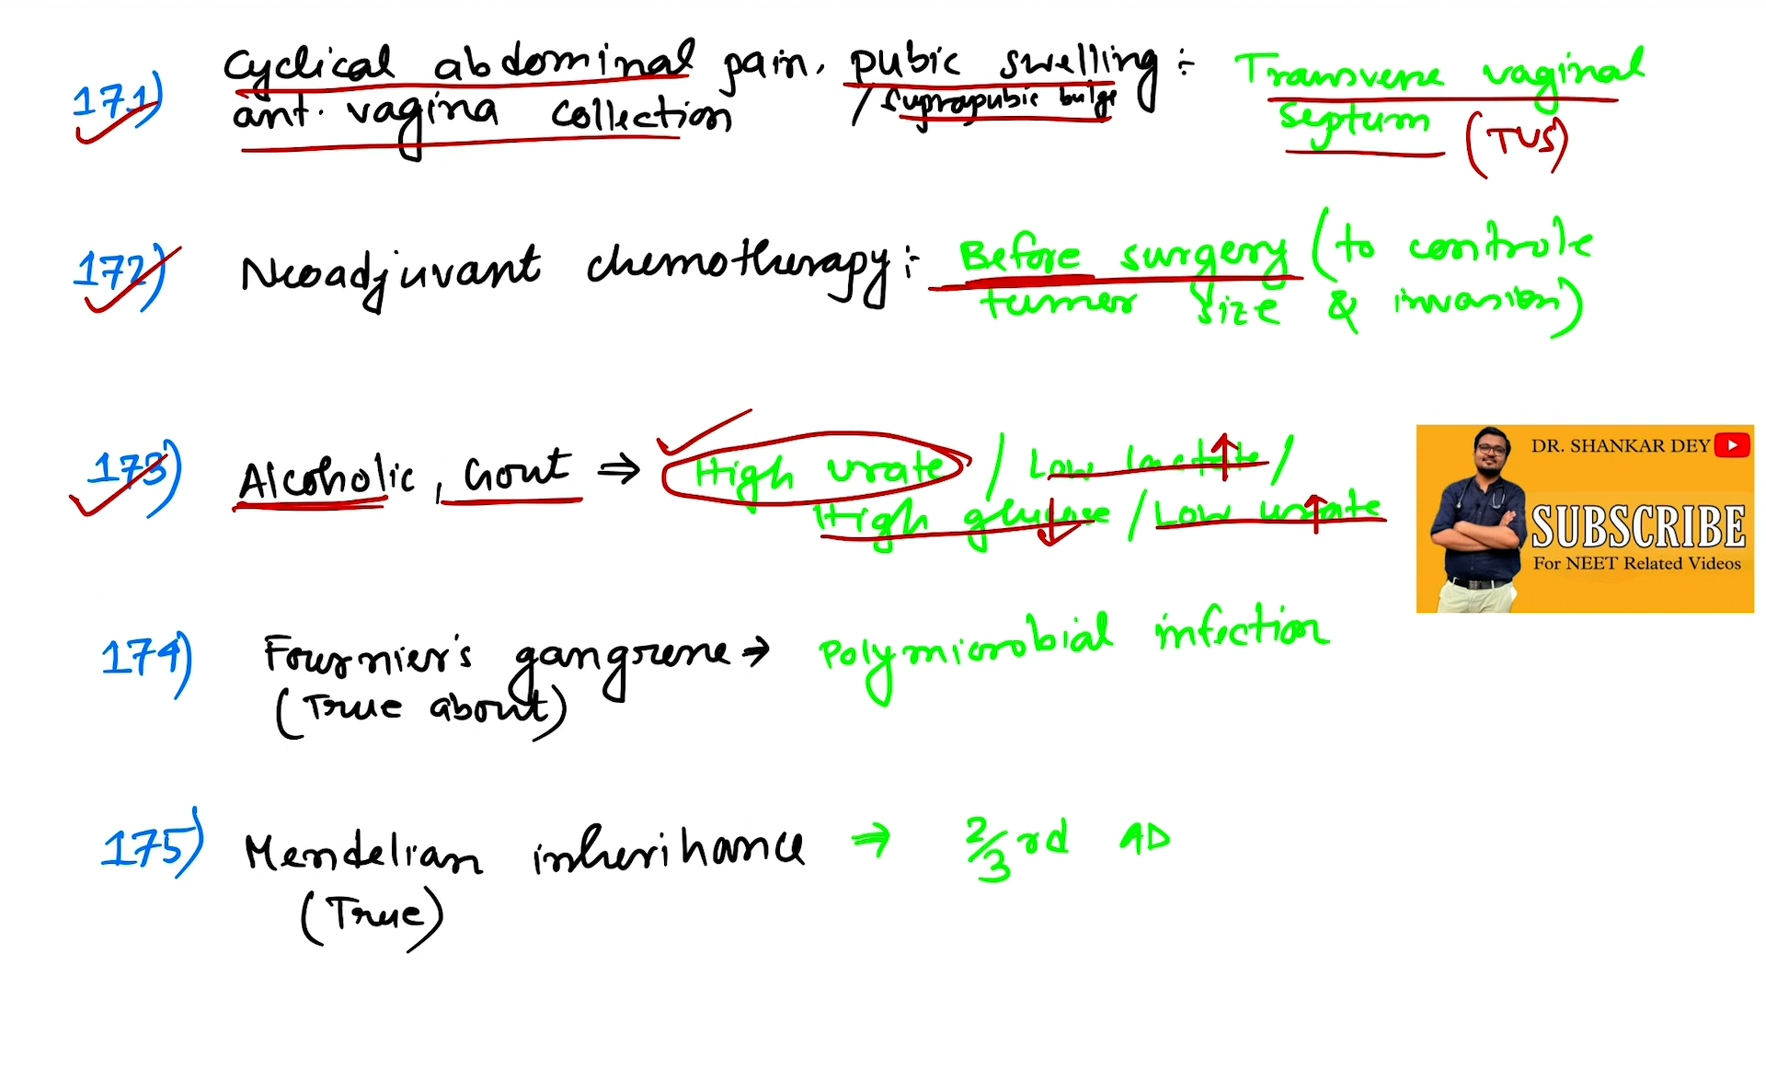 171) Cyclical abdominal pain, pubic swelling :- Transverse vaginal
ant. vagina collection / suprapubic bulge septum (TVS)
172) Neoadjuvant chemotherapy :- Before surgery (to controle
tumer size & invasion)
173) Alcoholic, Gout ⇒ High urate / Low lactate ↑ /
High glucose ↓ / Low urate ↑
DR. SHANKAR DEY
SUBSCRIBE
For NEET Related Videos
174) Fournier's gangrene → Polymicrobial infection
(True about)
175) Mendelian inherihance ⇒ 2/3rd AD
(True)